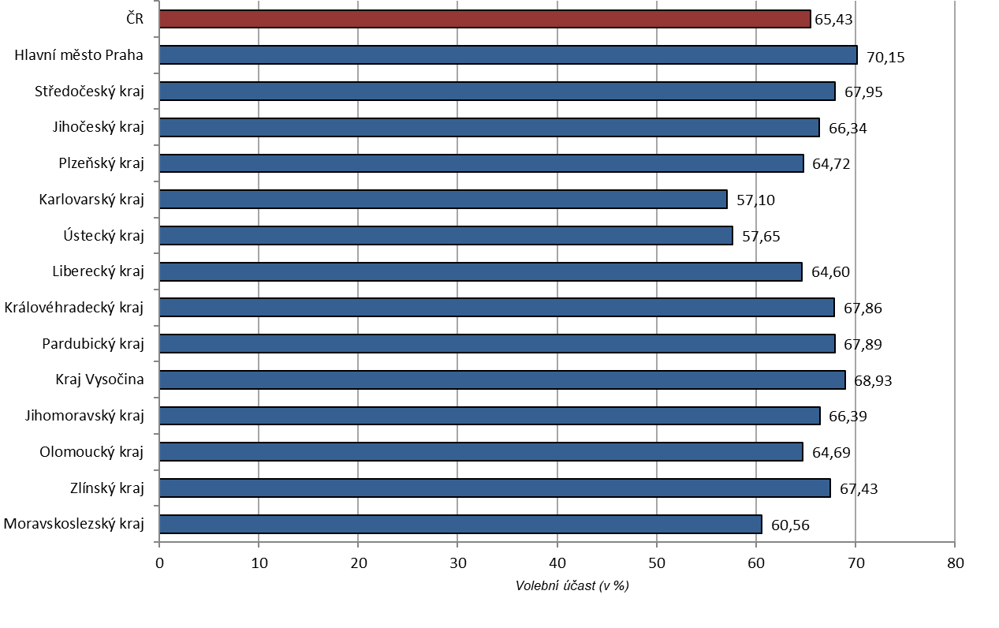 ČR 65,43
Hlavní město Praha 70,15
Středočeský kraj 67,95
Jihočeský kraj 66,34
Plzeňský kraj 64,72
Karlovarský kraj 57,10
Ústecký kraj 57,65
Liberecký kraj 64,60
Královéhradecký kraj 67,86
Pardubický kraj 67,89
Kraj Vysočina 68,93
Jihomoravský kraj 66,39
Olomoucký kraj 64,69
Zlínský kraj 67,43
Moravskoslezský kraj 60,56
0 10 20 30 40 50 60 70 80
Volební účast (v %)